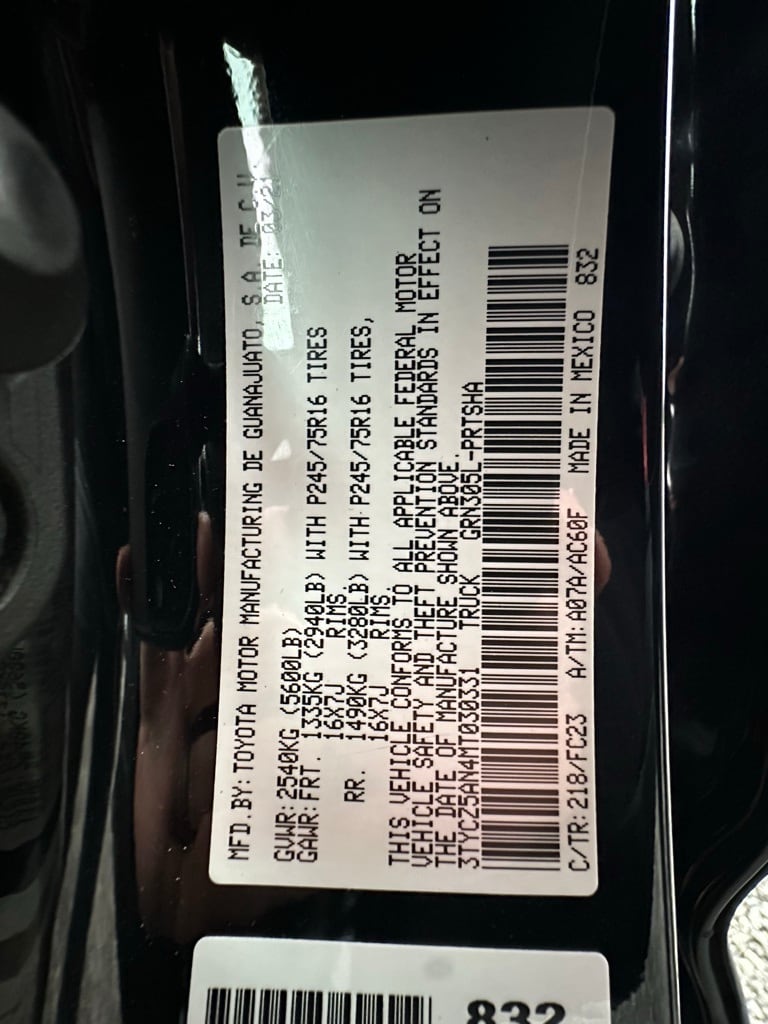 MFD.BY: TOYOTA MOTOR MANUFACTURING DE GUANAJUATO, S.A. DE C.V.
DATE: 03/21
GVWR: 2540KG (5600LB)
GAWR: FRT. 1335KG (2940LB) WITH P245/75R16 TIRES
16X7J RIMS.
RR. 1490KG (3280LB) WITH P245/75R16 TIRES,
16X7J RIMS.
THIS VEHICLE CONFORMS TO ALL APPLICABLE FEDERAL MOTOR
VEHICLE SAFETY AND THEFT PREVENTION STANDARDS IN EFFECT ON
THE DATE OF MANUFACTURE SHOWN ABOVE.
3TYCZ5AN4MT030331 TRUCK GRN305L-PRTSHA
C/TR: 218/FC23 A/TM: A07A/AC60F MADE IN MEXICO 832
832